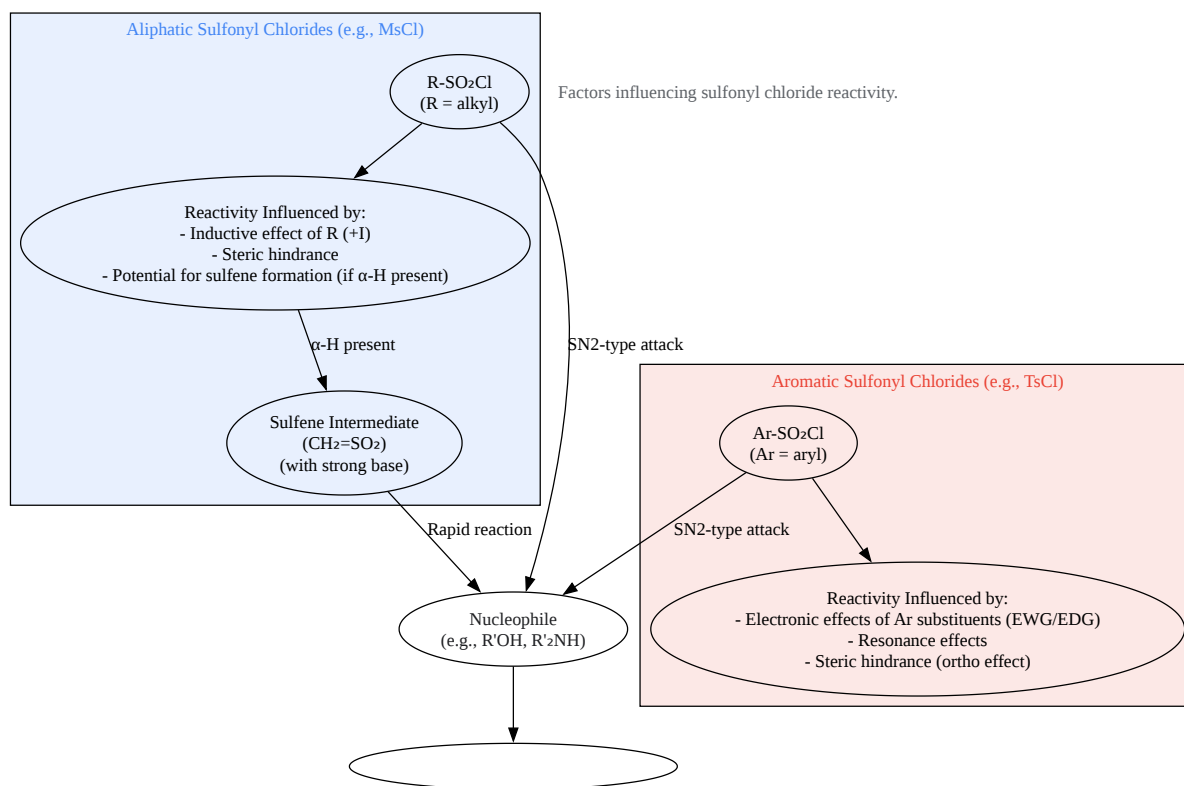 Aliphatic Sulfonyl Chlorides (e.g., MsCl)
R-SO₂Cl
(R = alkyl)
Factors influencing sulfonyl chloride reactivity.
Reactivity Influenced by:
- Inductive effect of R (+I)
- Steric hindrance
- Potential for sulfene formation (if α-H present)
α-H present
SN2-type attack
Sulfene Intermediate
(CH₂=SO₂)
(with strong base)
Aromatic Sulfonyl Chlorides (e.g., TsCl)
Ar-SO₂Cl
(Ar = aryl)
Rapid reaction
SN2-type attack
Nucleophile
(e.g., R'OH, R'₂NH)
Reactivity Influenced by:
- Electronic effects of Ar substituents (EWG/EDG)
- Resonance effects
- Steric hindrance (ortho effect)